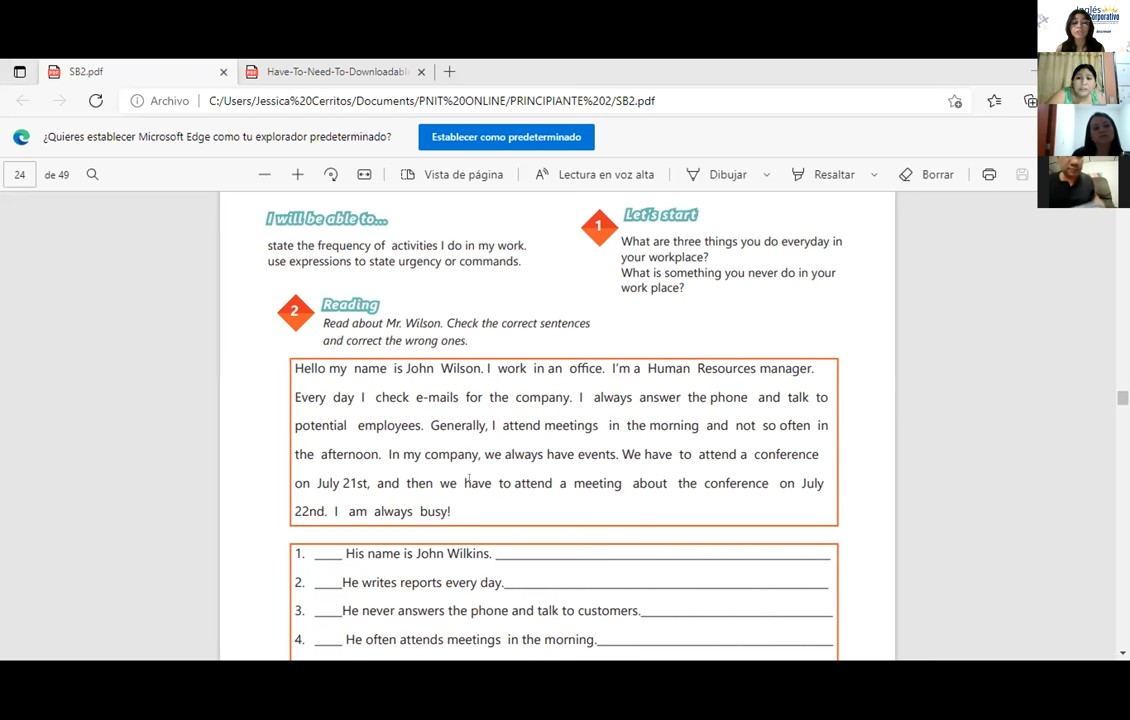 Inglés
Corporativo
SB2.pdf
Have-To-Need-To-Downloadabl
Archivo
C:/Users/Jessica%20Cerritos/Documents/PNIT%20ONLINE/PRINCIPIANTE%202/SB2.pdf
¿Quieres establecer Microsoft Edge como tu explorador predeterminado?
Establecer como predeterminado
24 de 49
Vista de página
Lectura en voz alta
Dibujar
Resaltar
Borrar
I will be able to...
state the frequency of activities I do in my work.
use expressions to state urgency or commands.
1 Let's start
What are three things you do everyday in
your workplace?
What is something you never do in your
work place?
2 Reading
Read about Mr. Wilson. Check the correct sentences
and correct the wrong ones.
Hello my name is John Wilson. I work in an office. I'm a Human Resources manager.
Every day I check e-mails for the company. I always answer the phone and talk to
potential employees. Generally, I attend meetings in the morning and not so often in
the afternoon. In my company, we always have events. We have to attend a conference
on July 21st, and then we have to attend a meeting about the conference on July
22nd. I am always busy!
1. ____ His name is John Wilkins. ____
2. ____He writes reports every day.____
3. ____He never answers the phone and talk to customers.____
4. ____ He often attends meetings in the morning.____